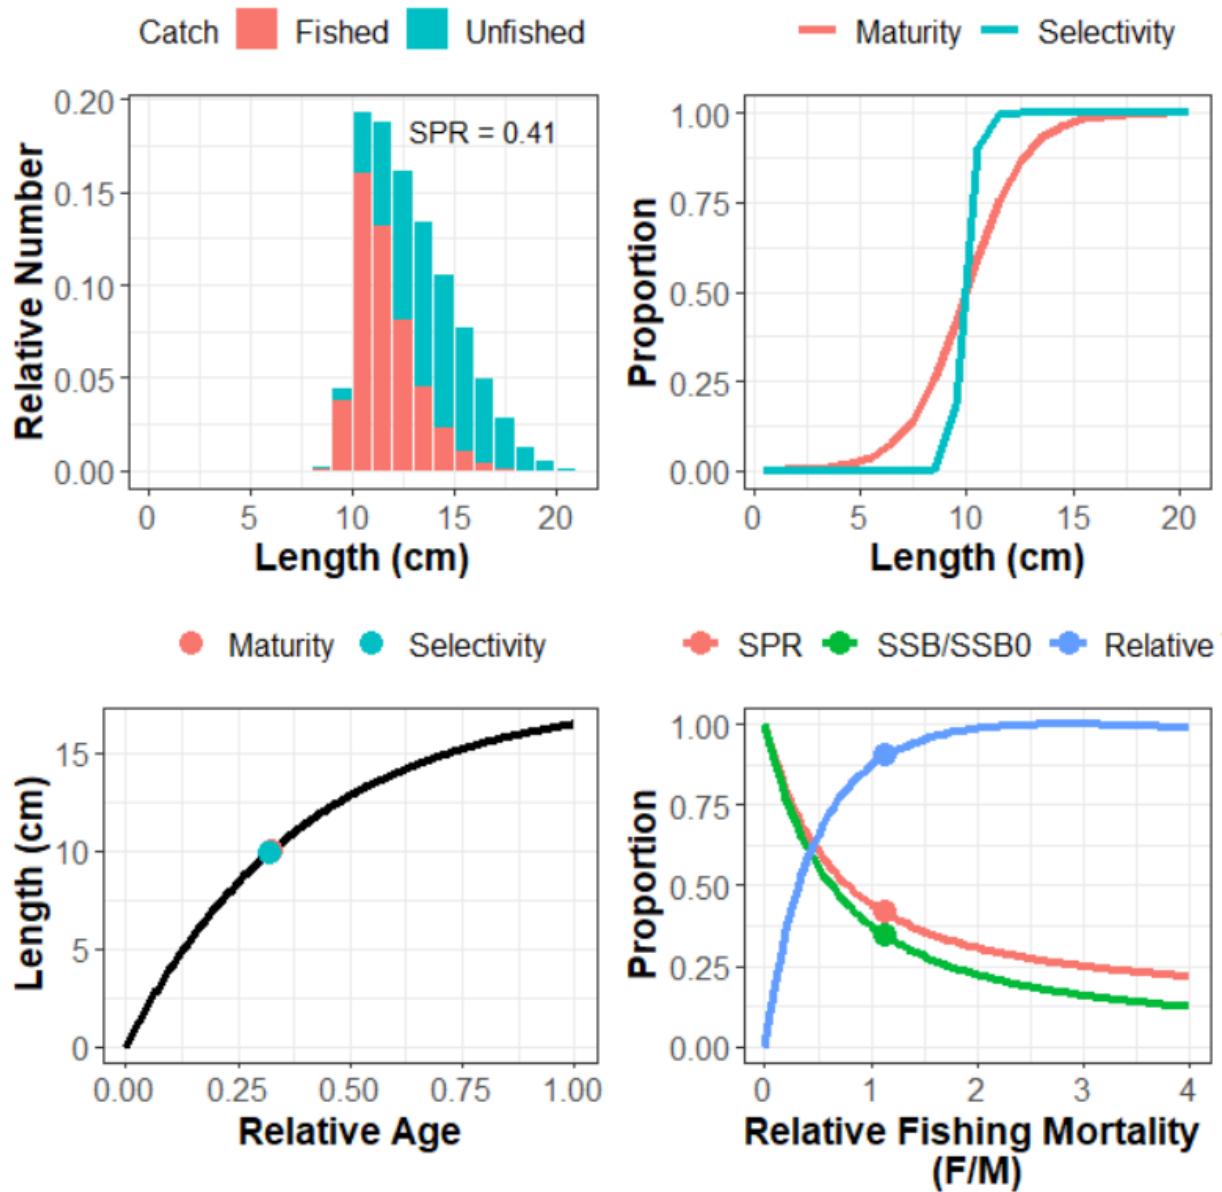 Catch Fished Unfished
Relative Number
0.20
0.15
0.10
0.05
0.00
SPR = 0.41
0 5 10 15 20
Length (cm)
Maturity Selectivity
Proportion
1.00
0.75
0.50
0.25
0.00
0 5 10 15 20
Length (cm)
Maturity Selectivity
Length (cm)
15
10
5
0
0.00 0.25 0.50 0.75 1.00
Relative Age
SPR SSB/SSB0 Relative
Proportion
1.00
0.75
0.50
0.25
0.00
0 1 2 3 4
Relative Fishing Mortality
(F/M)